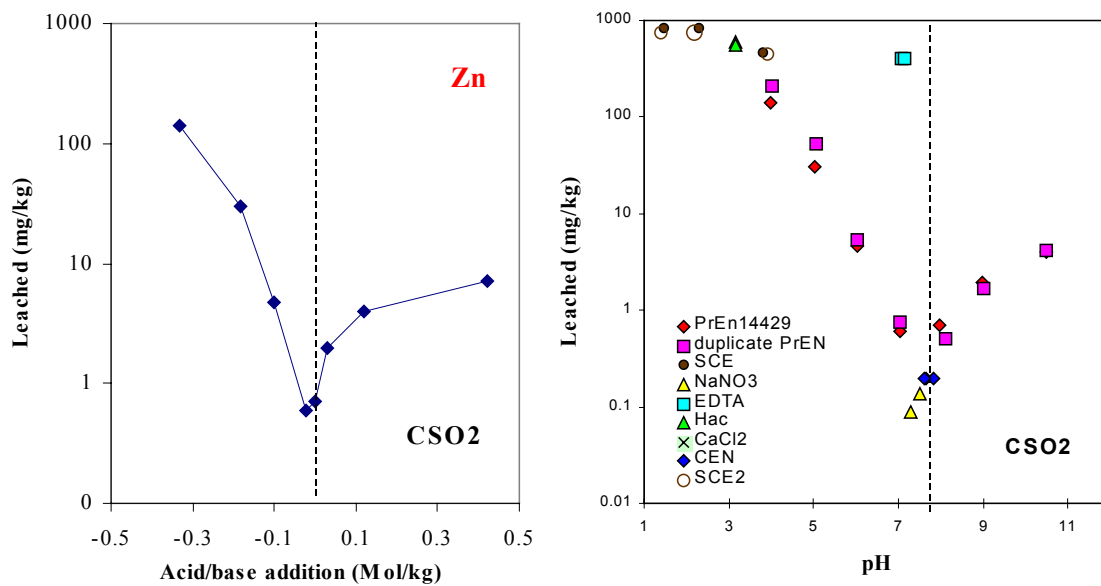 1000
100
10
1
0
-0.5
-0.3
-0.1
0.1
0.3
0.5
Leached (mg/kg)
Acid/base addition (Mol/kg)
Zn
CSO2
1000
100
10
1
0.1
0.01
1
3
5
7
9
11
Leached (mg/kg)
pH
PrEn14429
duplicate PrEN
SCE
NaNO3
EDTA
Hac
CaCl2
CEN
SCE2
CSO2